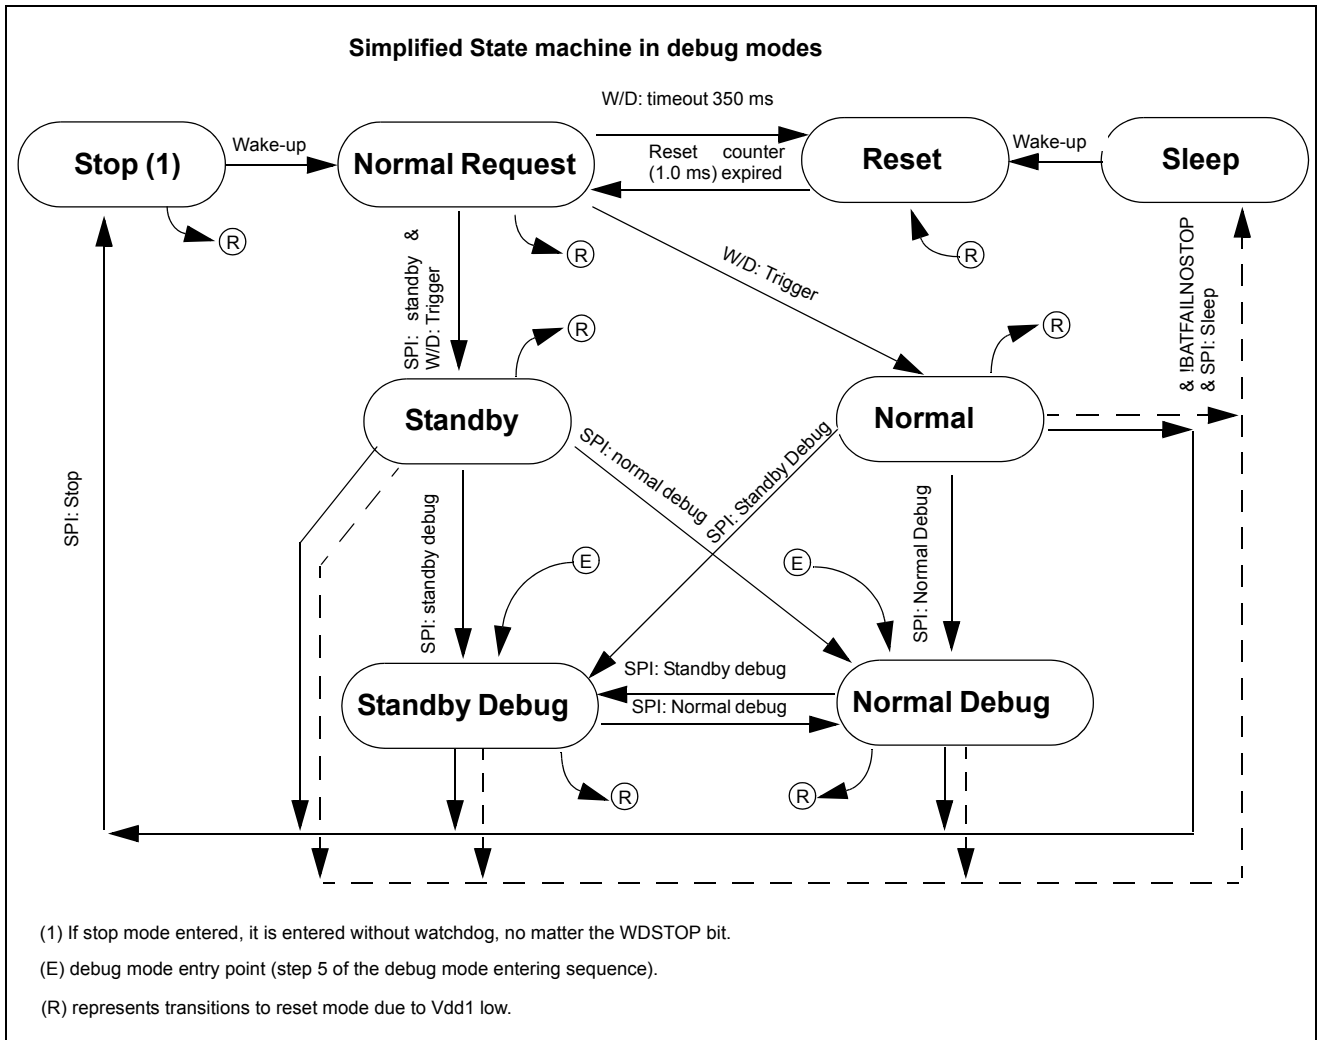 Simplified State machine in debug modes
W/D: timeout 350 ms
Stop (1)
Wake-up
Normal Request
Reset counter
(1.0 ms) expired
Reset
Wake-up
Sleep
R
R
R
SPI: standby &
W/D: Trigger
W/D: Trigger
& !BATFAILNOSTOP
& SPI: Sleep
R
R
Standby
Normal
SPI: Stop
SPI: normal debug
SPI: Standby Debug
SPI: standby debug
SPI: Normal Debug
E
E
SPI: Standby debug
Standby Debug
SPI: Normal debug
Normal Debug
R
R
(1) If stop mode entered, it is entered without watchdog, no matter the WDSTOP bit.
(E) debug mode entry point (step 5 of the debug mode entering sequence).
(R) represents transitions to reset mode due to Vdd1 low.